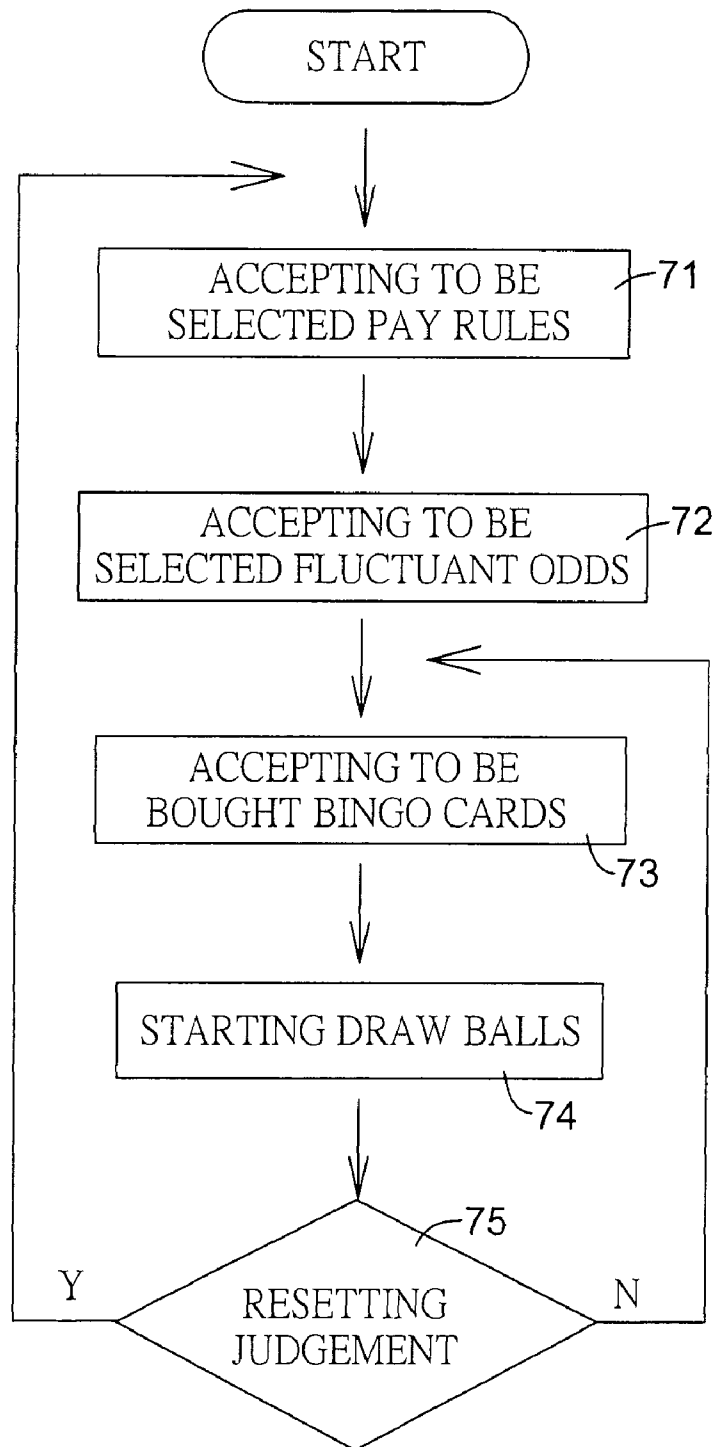 START
ACCEPTING TO BE
SELECTED PAY RULES
71
ACCEPTING TO BE
SELECTED FLUCTUANT ODDS
72
ACCEPTING TO BE
BOUGHT BINGO CARDS
73
STARTING DRAW BALLS
74
75
Y
RESETTING
JUDGEMENT
N